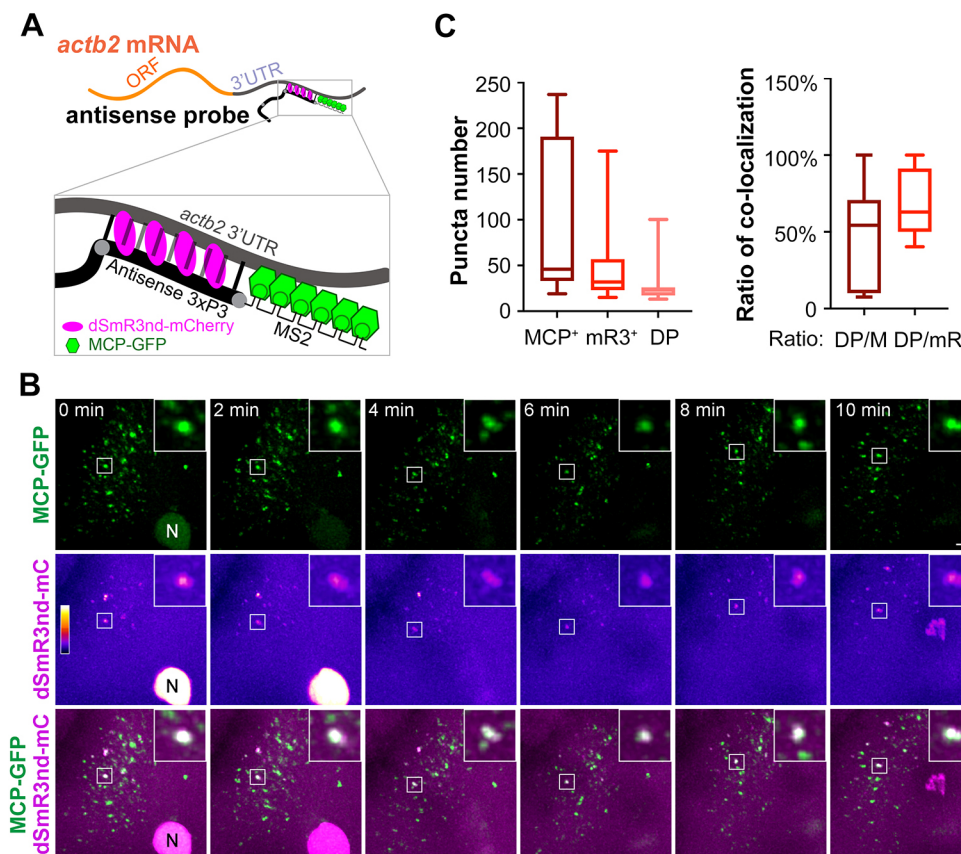 A
actb2 mRNA
ORF
3'UTR
antisense probe
actb2 3'UTR
Antisense 3xP3
MS2
dSmR3nd-mCherry
MCP-GFP
C
Puncta number
250
200
150
100
50
0
MCP⁺ mR3⁺ DP
Ratio of co-localization
150%
100%
50%
0
Ratio: DP/M DP/mR
B
0 min 2 min 4 min 6 min 8 min 10 min
MCP-GFP
N
dSmR3nd-mC
N
MCP-GFP
dSmR3nd-mC
N